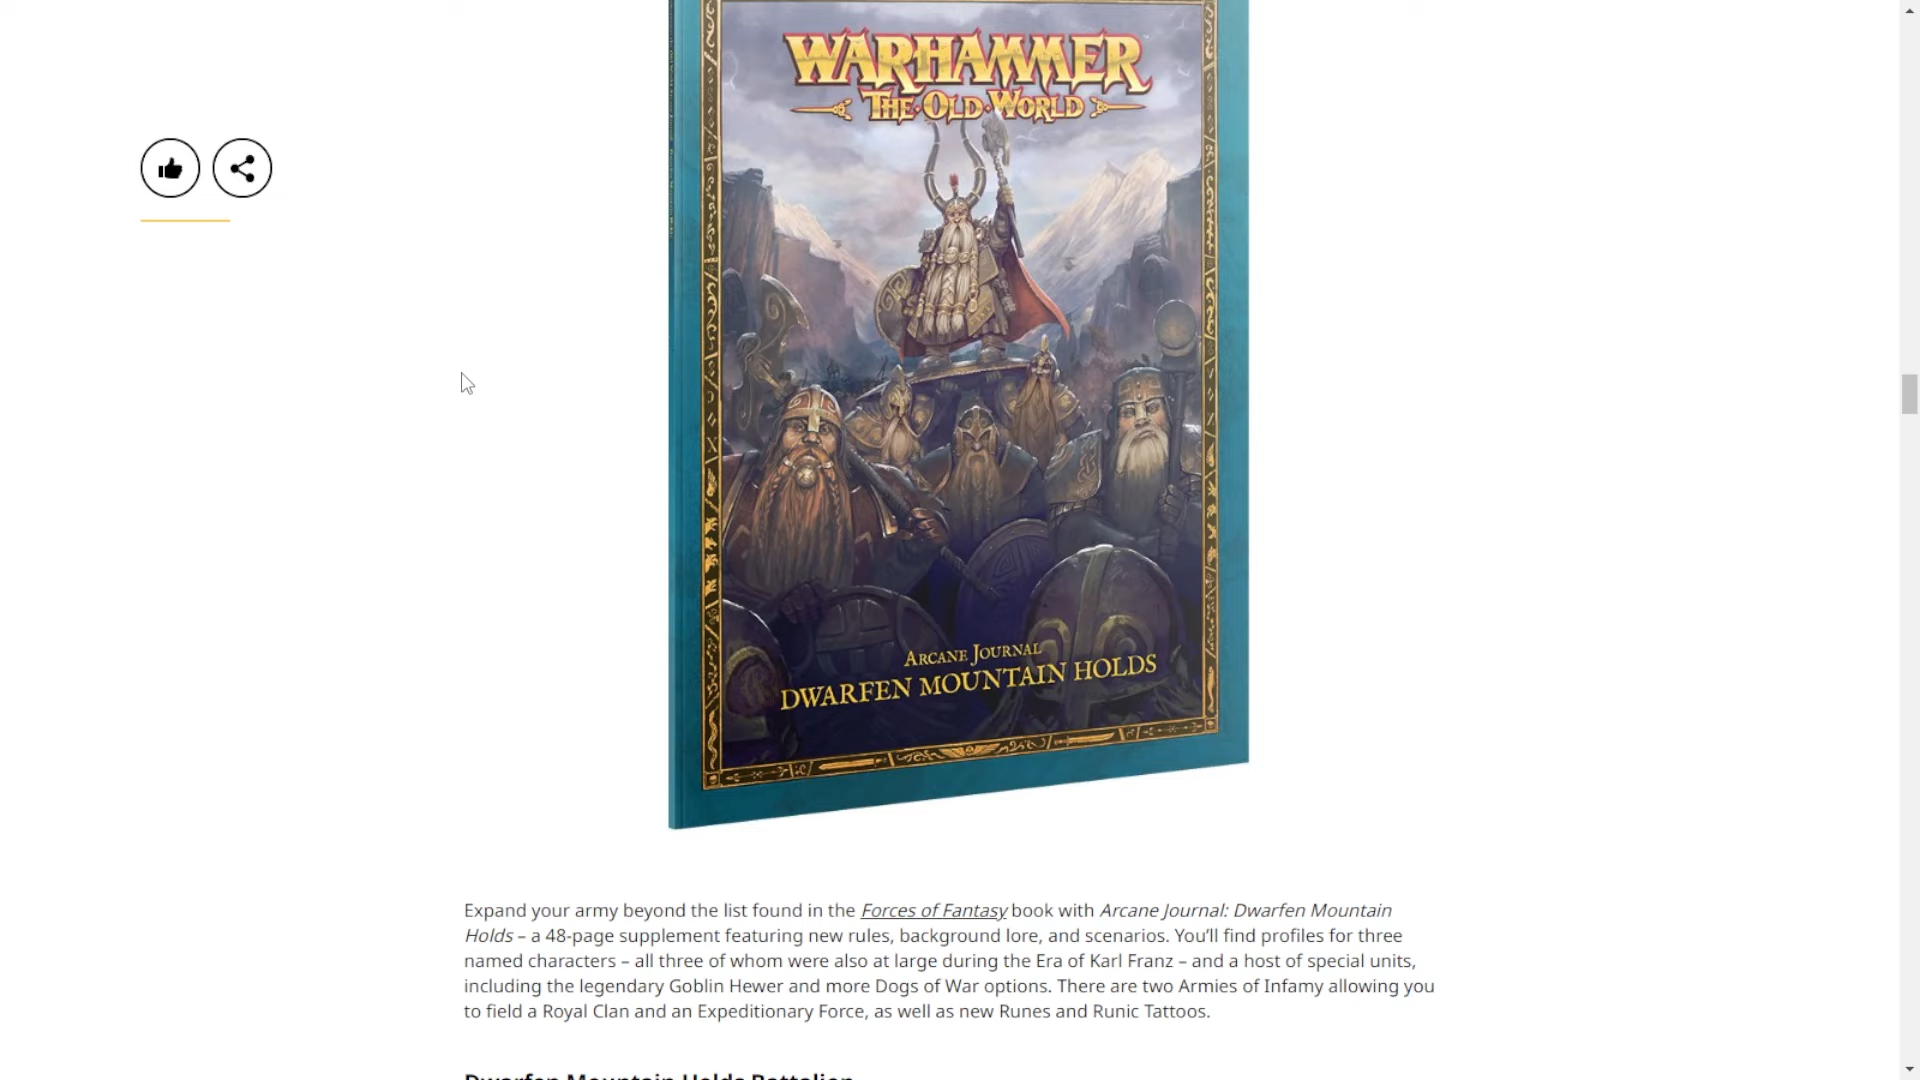 WARHAMMER
THE OLD WORLD
ARCANE JOURNAL
DWARFEN MOUNTAIN HOLDS
Expand your army beyond the list found in the Forces of Fantasy book with Arcane Journal: Dwarfen Mountain
Holds – a 48-page supplement featuring new rules, background lore, and scenarios. You’ll find profiles for three
named characters – all three of whom were also at large during the Era of Karl Franz – and a host of special units,
including the legendary Goblin Hewer and more Dogs of War options. There are two Armies of Infamy allowing you
to field a Royal Clan and an Expeditionary Force, as well as new Runes and Runic Tattoos.
Dwarfen Mountain Holds Battalion